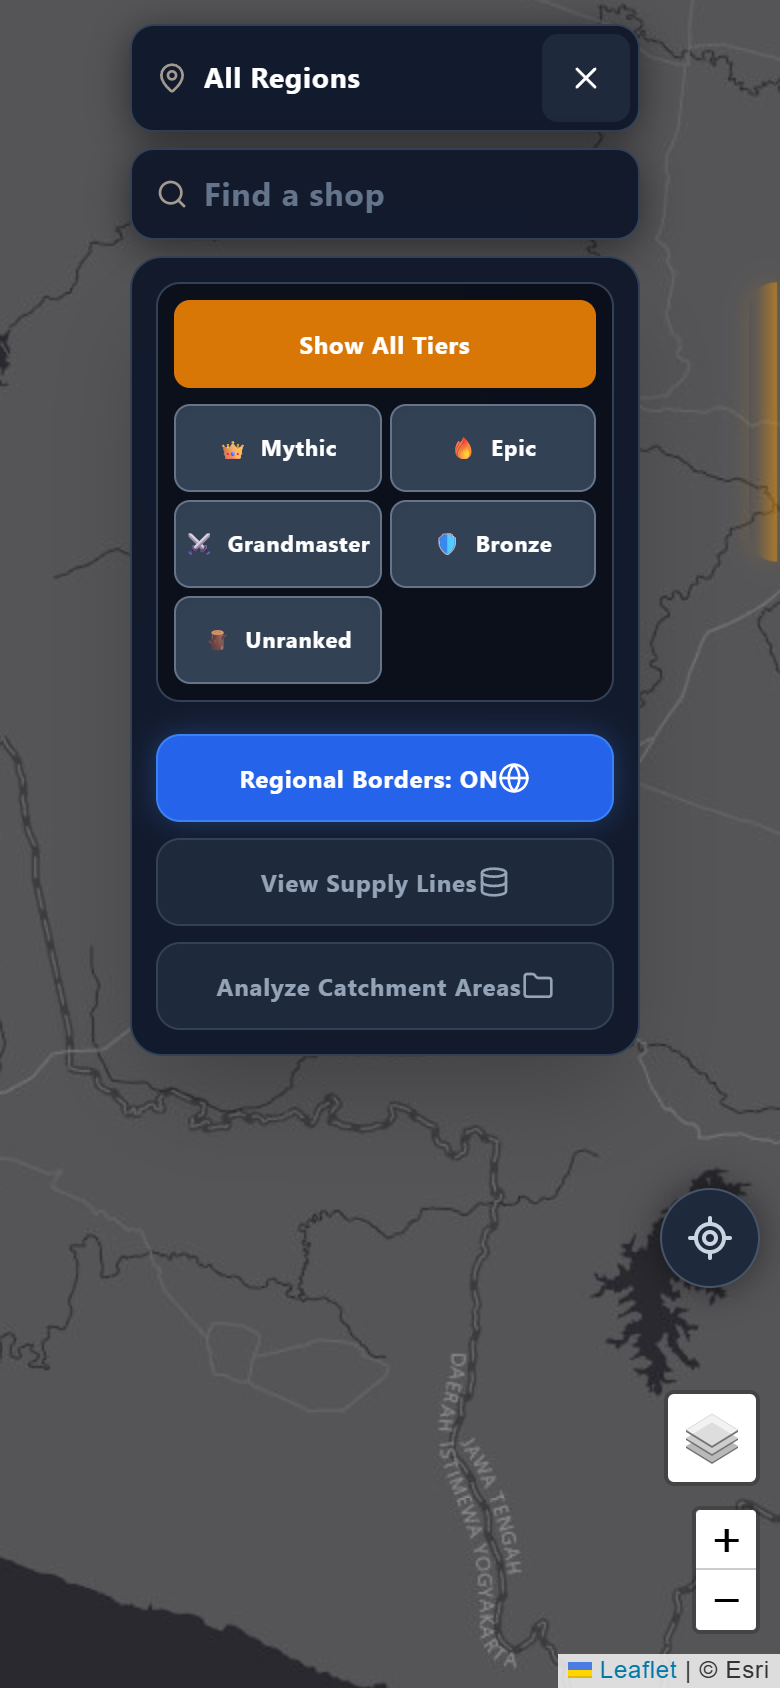 All Regions
Find a shop
Show All Tiers
Mythic
Epic
Grandmaster
Bronze
Unranked
Regional Borders: ON
View Supply Lines
Analyze Catchment Areas
DAERAH ISTIMEWA YOGYAKARTA
JAWA TENGAH
+
−
Leaflet | © Esri